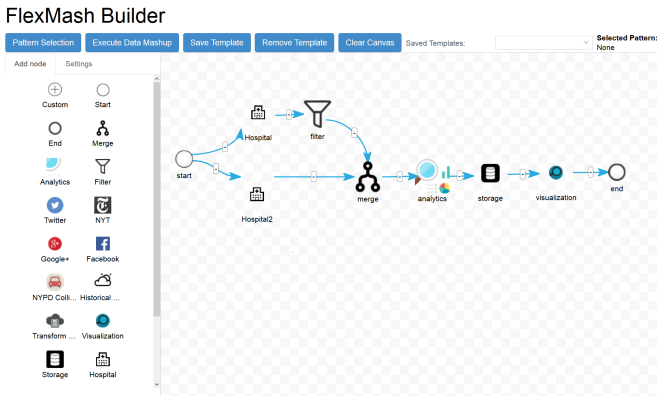 FlexMash Builder
Pattern Selection
Execute Data Mashup
Save Template
Remove Template
Clear Canvas
Saved Templates:
Selected Pattern:
None
Add node
Settings
Custom
Start
End
Merge
Analytics
Filter
Twitter
NYT
Google+
Facebook
NYPD Colli...
Historical ...
Transform ...
Visualization
Storage
Hospital
start
Hospital
filter
Hospital2
merge
analytics
storage
visualization
end